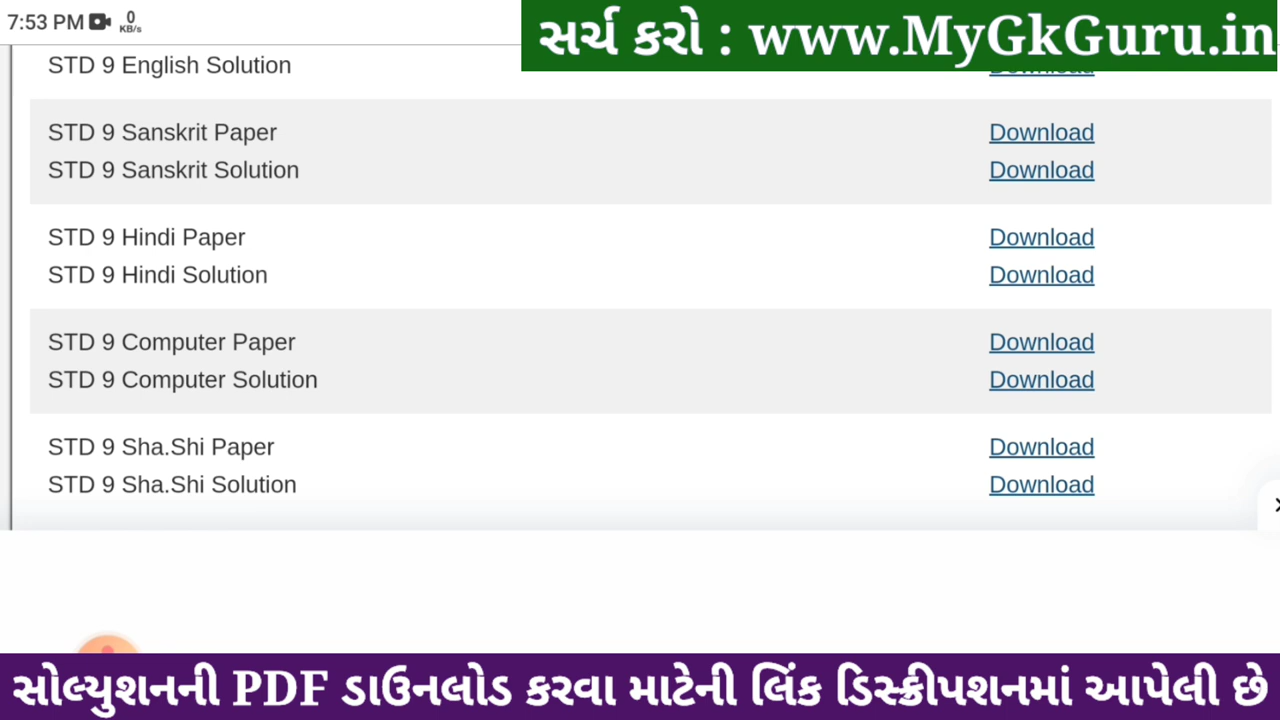 7:53 PM 0 KB/s
સર્ચ કરો : www.MyGkGuru.in
STD 9 English Solution Download
STD 9 Sanskrit Paper Download
STD 9 Sanskrit Solution Download
STD 9 Hindi Paper Download
STD 9 Hindi Solution Download
STD 9 Computer Paper Download
STD 9 Computer Solution Download
STD 9 Sha.Shi Paper Download
STD 9 Sha.Shi Solution Download
સોલ્યુશનની PDF ડાઉનલોડ કરવા માટેની લિંક ડિસ્ક્રીપશનમાં આપેલી છે